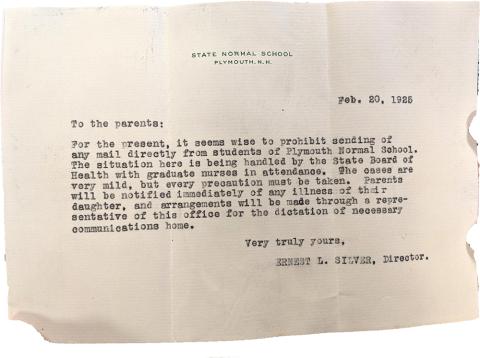 STATE NORMAL SCHOOL
PLYMOUTH, N.H.
Feb. 20, 1925
To the parents:
For the present, it seems wise to prohibit sending of
any mail directly from students of Plymouth Normal School.
The situation here is being handled by the State Board of
Health with graduate nurses in attendance. The cases are
very mild, but every precaution must be taken. Parents
will be notified immediately of any illness of their
daughter, and arrangements will be made through a repre-
sentative of this office for the dictation of necessary
communications home.
Very truly yours,
ERNEST L. SILVER, Director.